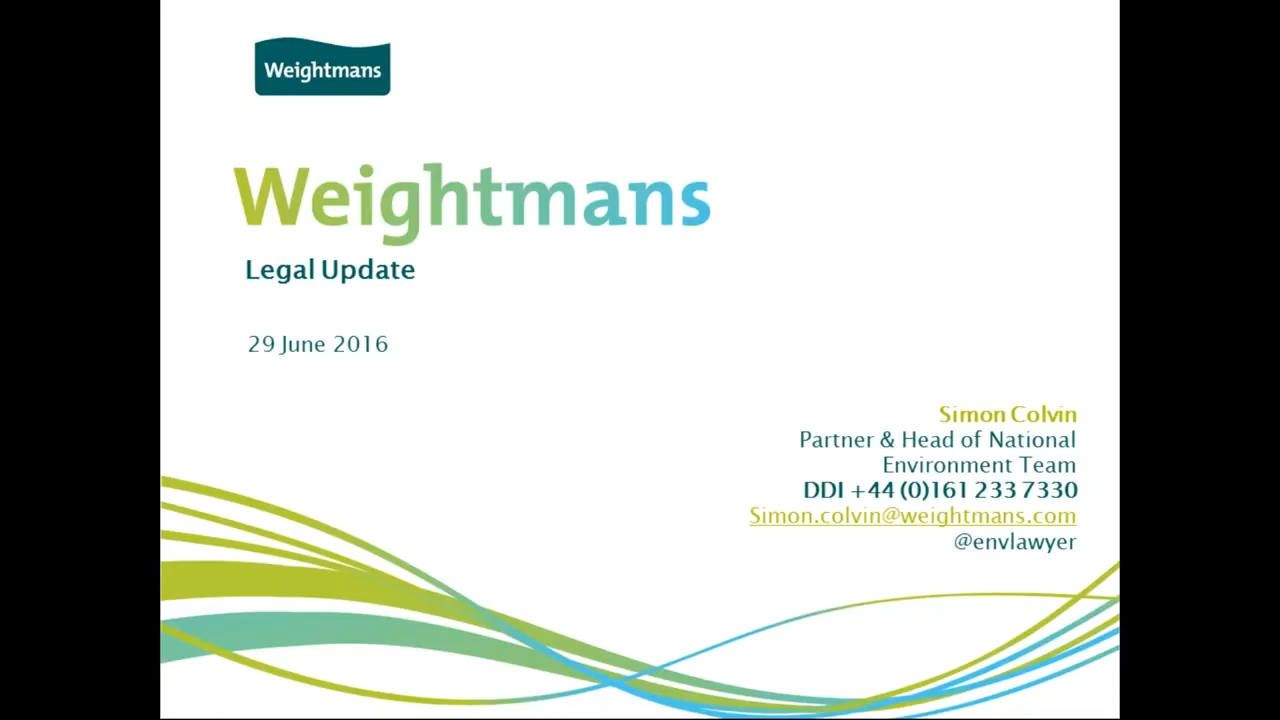 Weightmans
Weightmans
Legal Update
29 June 2016
Simon Colvin
Partner & Head of National
Environment Team
DDI +44 (0)161 233 7330
Simon.colvin@weightmans.com
@envlawyer